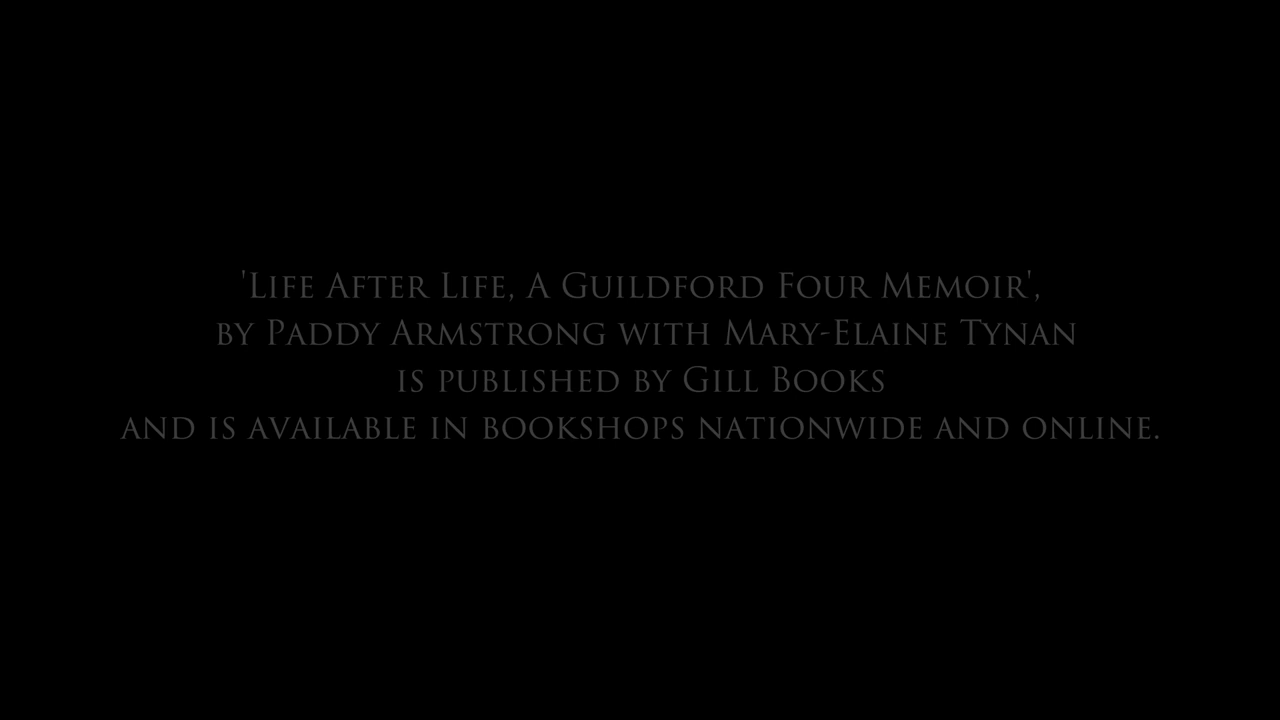 'Life After Life, A Guildford Four Memoir',
by Paddy Armstrong with Mary-Elaine Tynan
is published by Gill Books
and is available in bookshops nationwide and online.